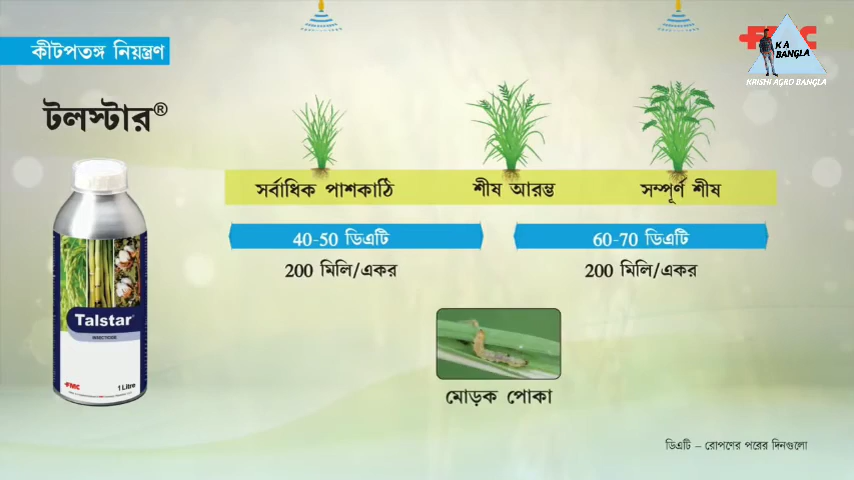 কীটপতঙ্গ নিয়ন্ত্রণ
FMC
KA
BANGLA
KRISHI AGRO BANGLA
টলস্টার®
সর্বাধিক পাশকাঠি
শীষ আরম্ভ
সম্পূর্ণ শীষ
40-50 ডিএটি
60-70 ডিএটি
200 মিলি/একর
200 মিলি/একর
Talstar®
INSECTICIDE
FMC
1 Litre
মোড়ক পোকা
ডিএটি – রোপণের পরের দিনগুলো